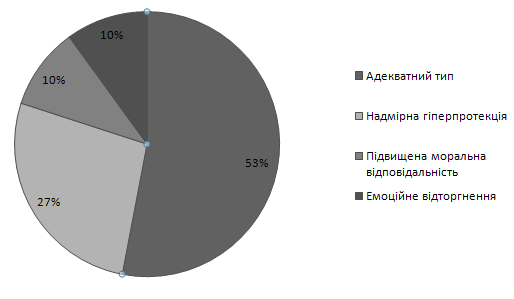 10%
10%
53%
27%
Адекватний тип
Надмірна гіперпротекція
Підвищена моральна
відповідальність
Емоційне відторгнення